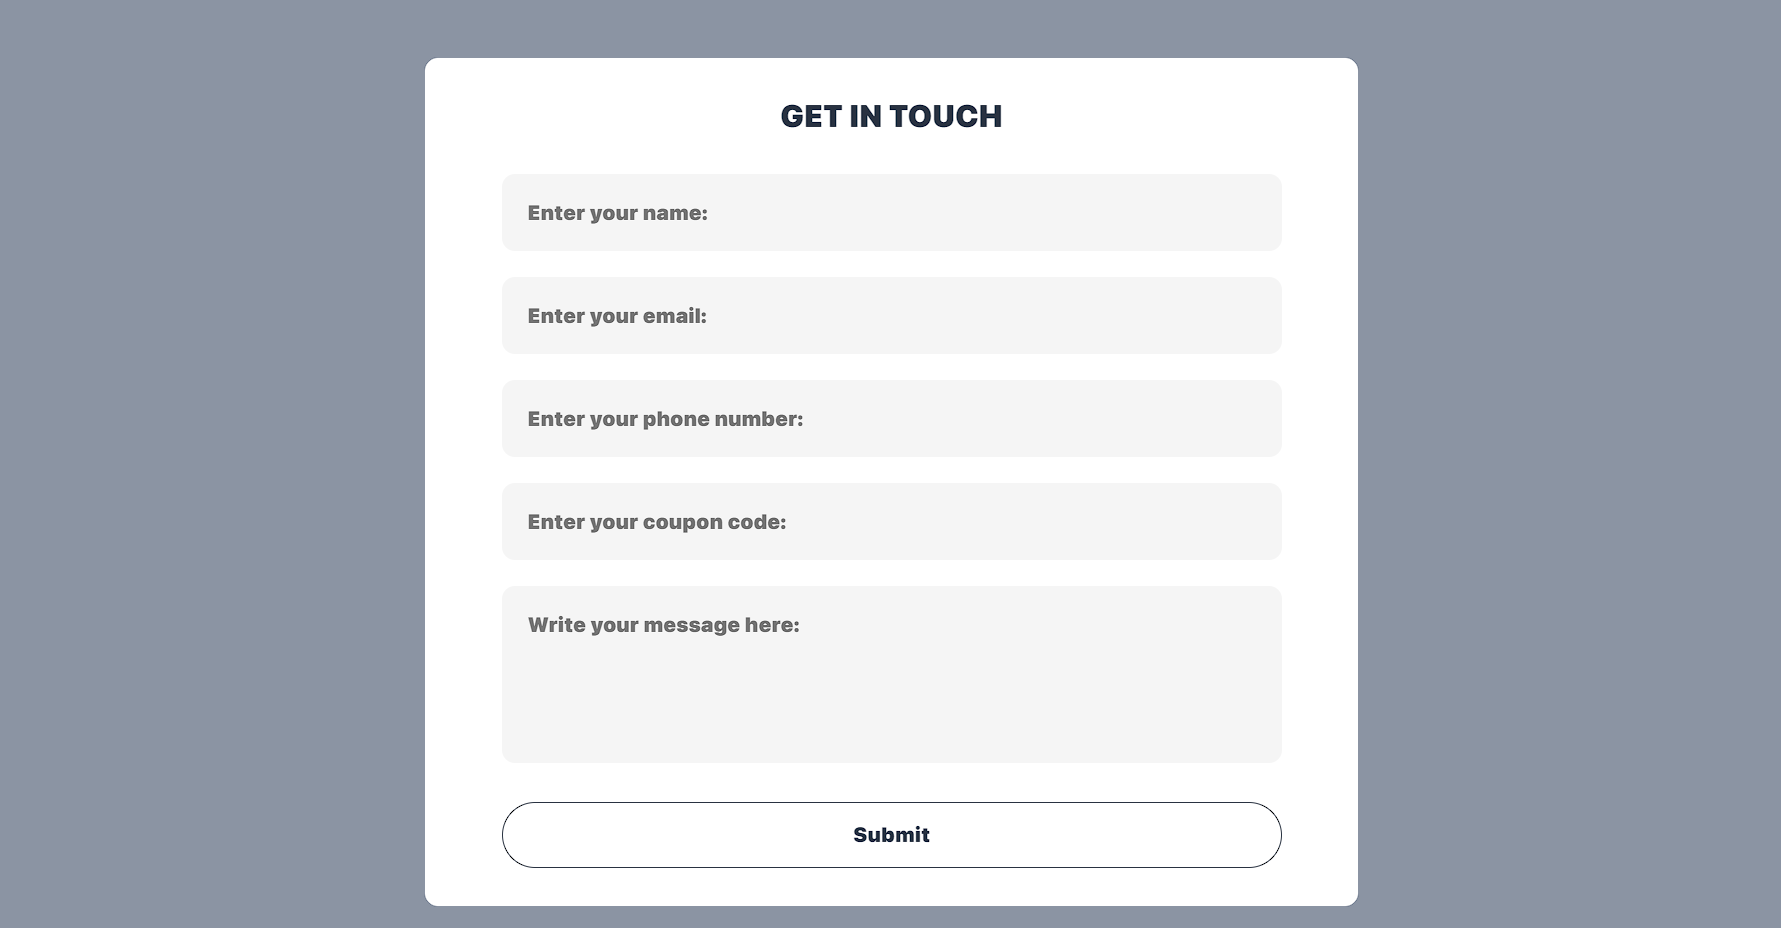 GET IN TOUCH
Enter your name:
Enter your email:
Enter your phone number:
Enter your coupon code:
Write your message here:
Submit